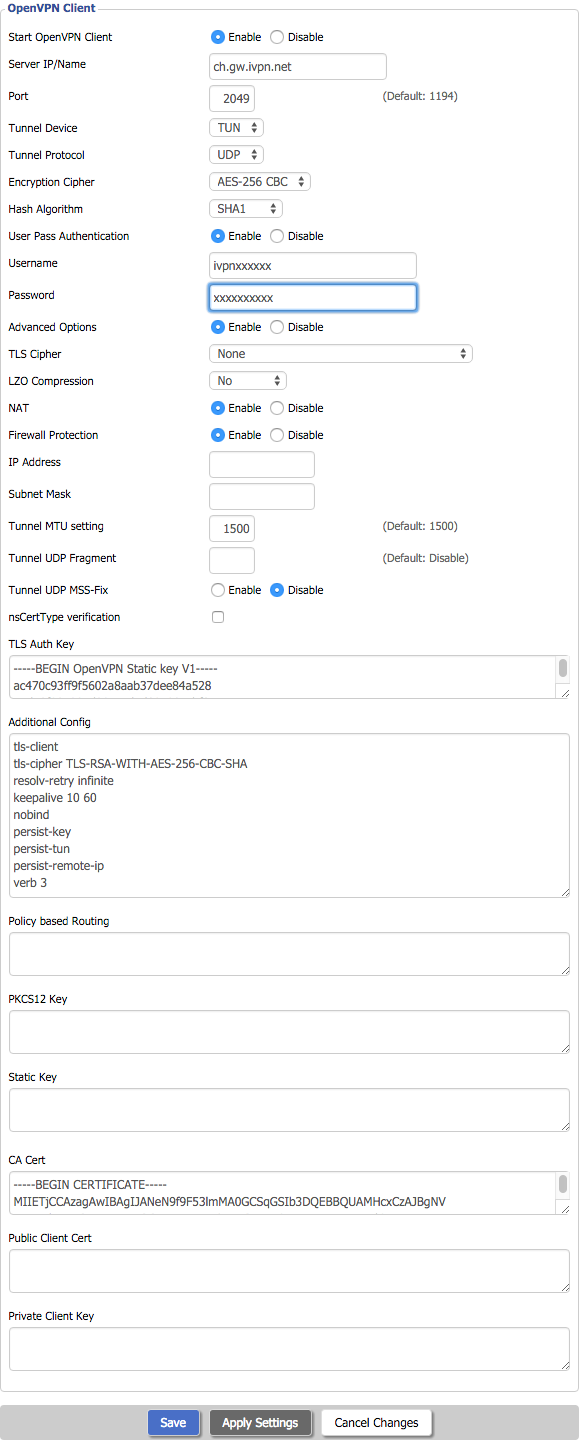 OpenVPN Client
Start OpenVPN Client Enable Disable
Server IP/Name ch.gw.ivpn.net
Port 2049 (Default: 1194)
Tunnel Device TUN
Tunnel Protocol UDP
Encryption Cipher AES-256 CBC
Hash Algorithm SHA1
User Pass Authentication Enable Disable
Username ivpnxxxxxx
Password xxxxxxxxxx
Advanced Options Enable Disable
TLS Cipher None
LZO Compression No
NAT Enable Disable
Firewall Protection Enable Disable
IP Address
Subnet Mask
Tunnel MTU setting 1500 (Default: 1500)
Tunnel UDP Fragment (Default: Disable)
Tunnel UDP MSS-Fix Enable Disable
nsCertType verification
TLS Auth Key
-----BEGIN OpenVPN Static key V1-----
ac470c93ff9f5602a8aab37dee84a528
Additional Config
tls-client
tls-cipher TLS-RSA-WITH-AES-256-CBC-SHA
resolv-retry infinite
keepalive 10 60
nobind
persist-key
persist-tun
persist-remote-ip
verb 3
Policy based Routing
PKCS12 Key
Static Key
CA Cert
-----BEGIN CERTIFICATE-----
MIIETjCCAzagAwIBAgIJANeN9f9F53lmMA0GCSqGSIb3DQEBBQUAMHcxCzAJBgNV
Public Client Cert
Private Client Key
Save Apply Settings Cancel Changes